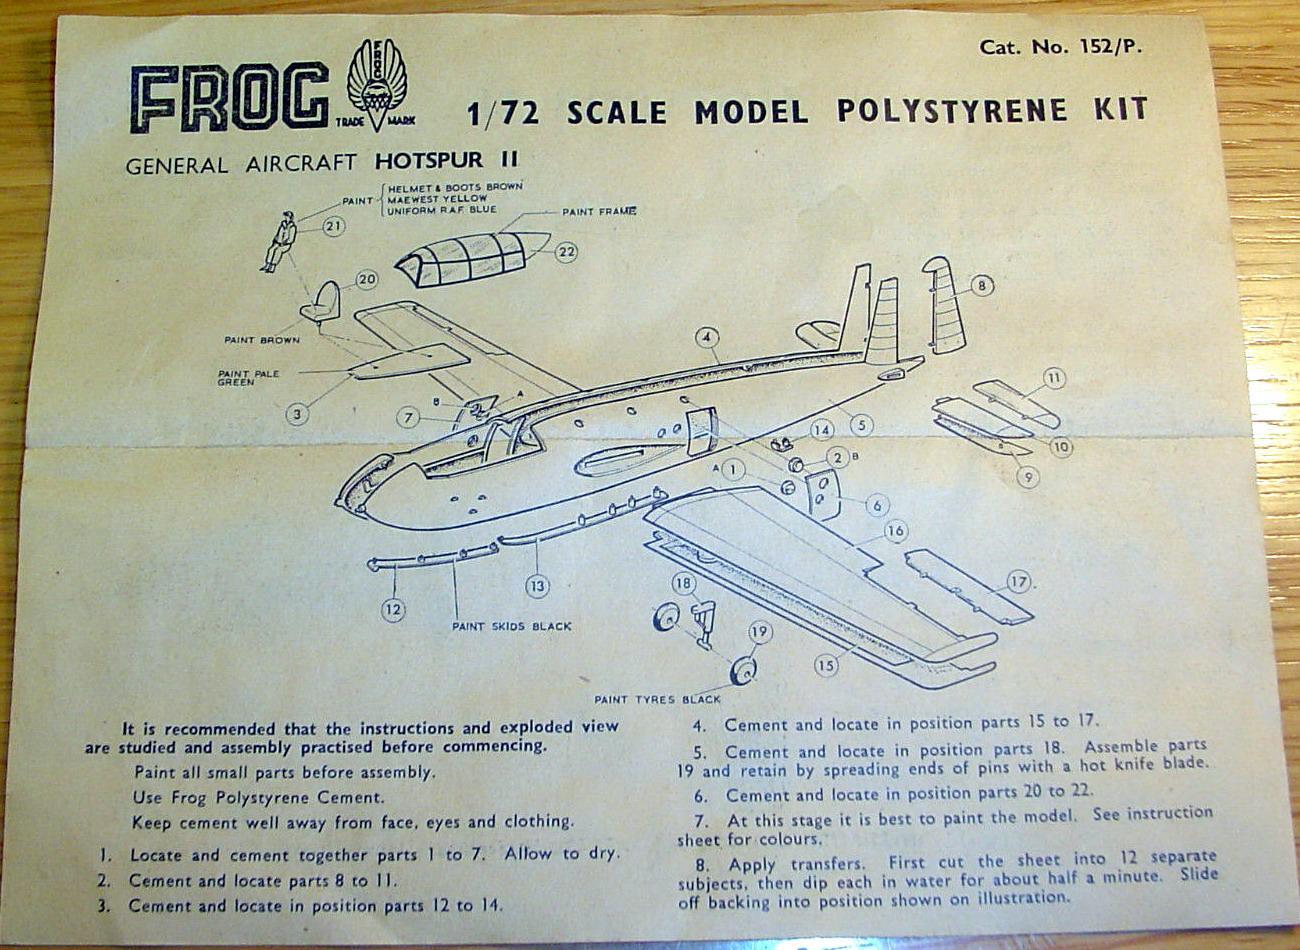 Cat. No. 152/P.
FROG
FROG
TRADE MARK
1/72 SCALE MODEL POLYSTYRENE KIT
GENERAL AIRCRAFT HOTSPUR II
PAINT
HELMET & BOOTS BROWN
MAEWEST YELLOW
UNIFORM R.A.F. BLUE
PAINT FRAME
21
22
20
8
PAINT BROWN
4
PAINT PALE
GREEN
11
3
7
B
A
14
5
10
A 1
2 B
9
6
16
13
12
18
17.
PAINT SKIDS BLACK
19
15
PAINT TYRES BLACK
It is recommended that the instructions and exploded view
are studied and assembly practised before commencing.
Paint all small parts before assembly.
Use Frog Polystyrene Cement.
Keep cement well away from face, eyes and clothing.
1. Locate and cement together parts 1 to 7. Allow to dry.
2. Cement and locate parts 8 to 11.
3. Cement and locate in position parts 12 to 14.
4. Cement and locate in position parts 15 to 17.
5. Cement and locate in position parts 18. Assemble parts
19 and retain by spreading ends of pins with a hot knife blade.
6. Cement and locate in position parts 20 to 22.
7. At this stage it is best to paint the model. See instruction
sheet for colours.
8. Apply transfers. First cut the sheet into 12 separate
subjects, then dip each in water for about half a minute. Slide
off backing into position shown on illustration.